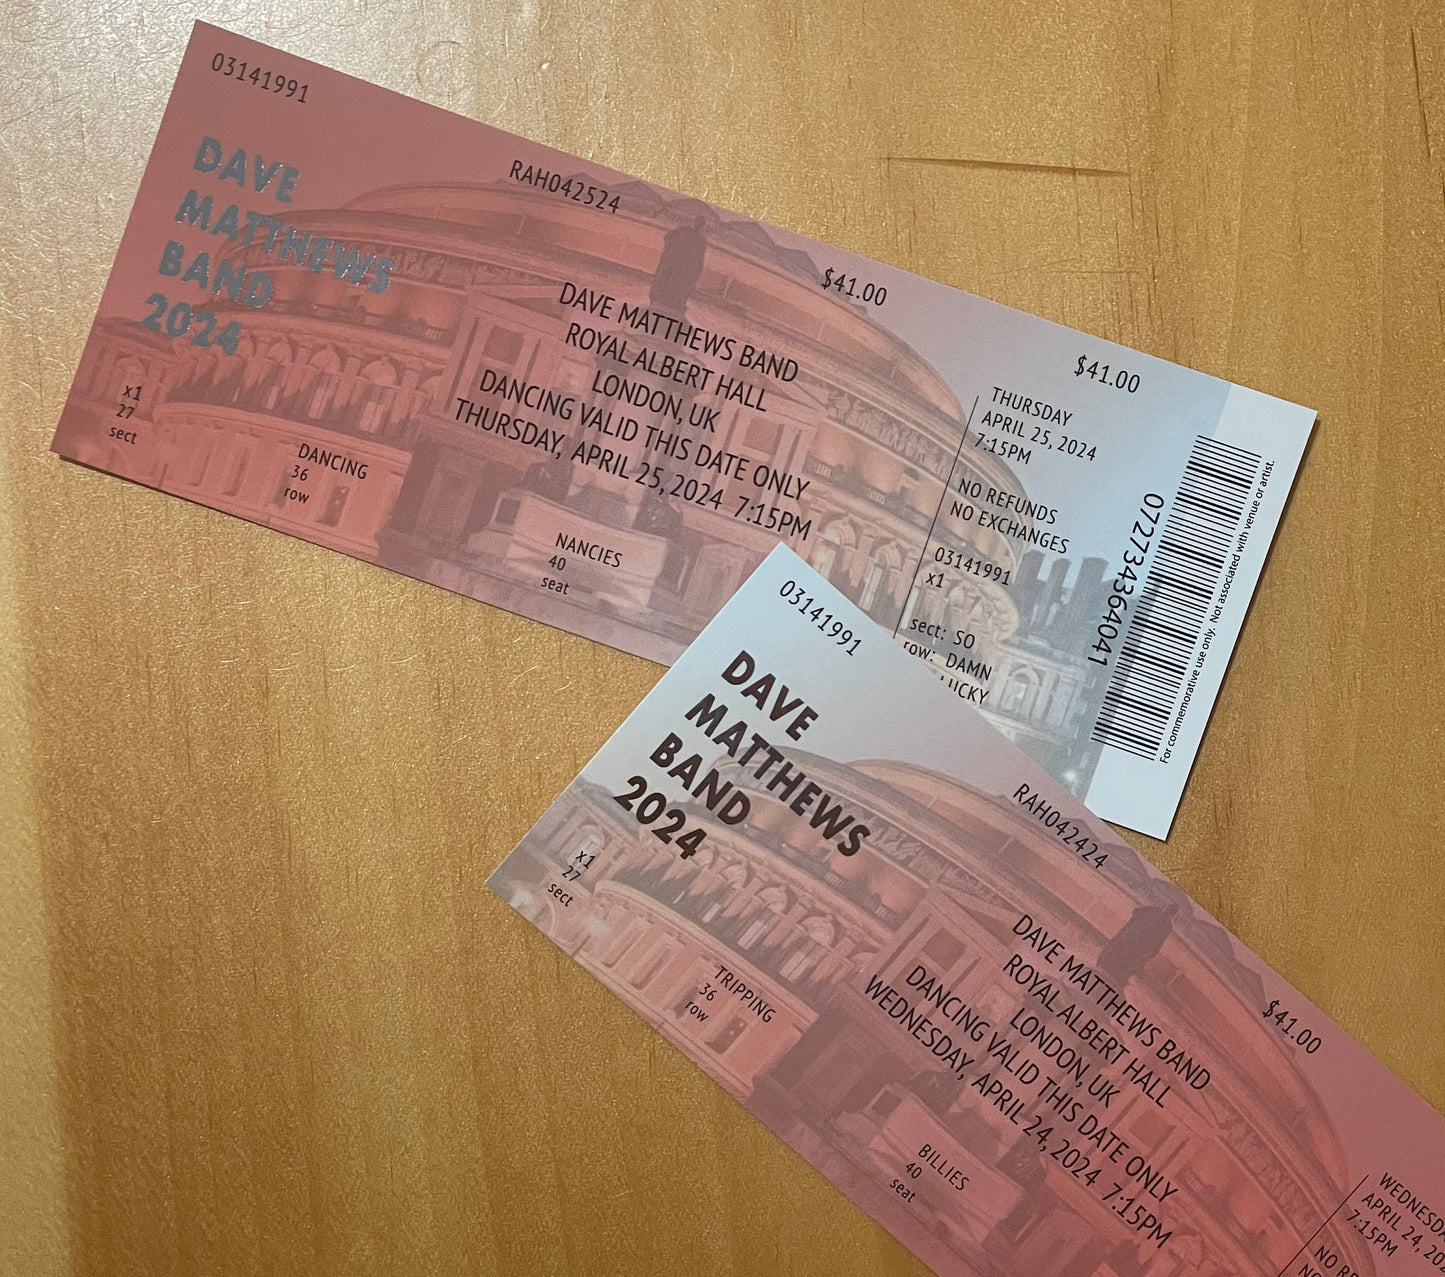 03141991
DAVE
MATTHEWS
BAND
2024
x1
27
sect
DANCING
36
row
RAH042524
$41.00
DAVE MATTHEWS BAND
ROYAL ALBERT HALL
LONDON, UK
DANCING VALID THIS DATE ONLY
THURSDAY, APRIL 25, 2024 7:15PM
NANCIES
40
seat
$41.00
THURSDAY
APRIL 25, 2024
7:15PM
NO REFUNDS
NO EXCHANGES
03141991
x1
sect: SO
row: DAMN
072734364041
For commemorative use only. Not associated with venue or artist.
03141991
DAVE
MATTHEWS
BAND
2024
x1
27
sect
TRIPPING
36
row
RAH042424
$41.00
DAVE MATTHEWS BAND
ROYAL ALBERT HALL
LONDON, UK
DANCING VALID THIS DATE ONLY
WEDNESDAY, APRIL 24, 2024 7:15PM
BILLIES
40
seat
APRIL 24,
7:15PM
NO